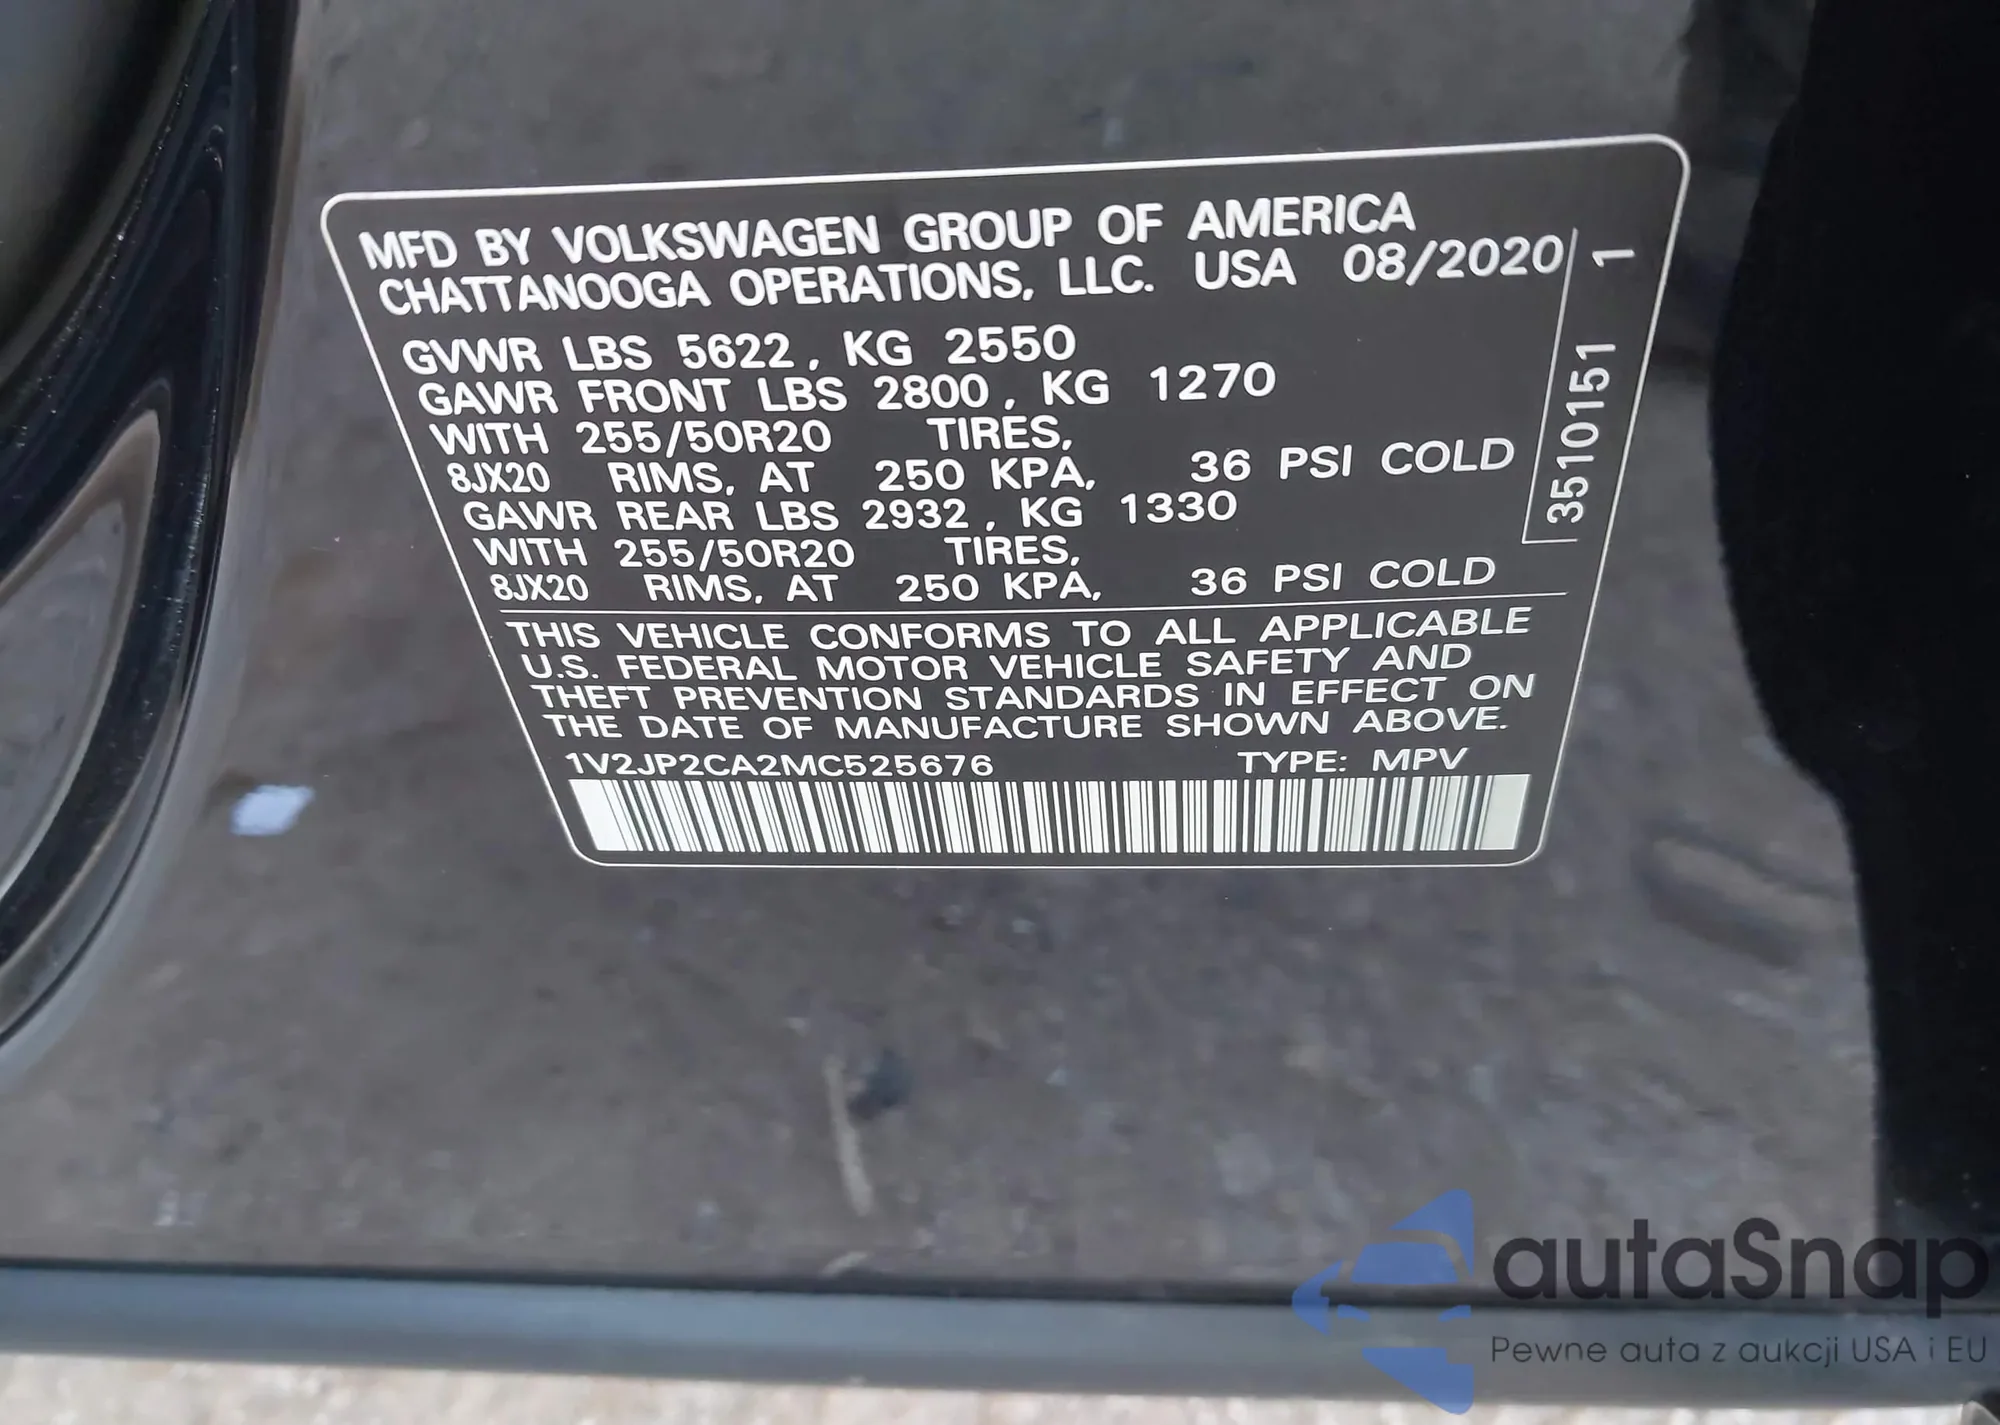 MFD BY VOLKSWAGEN GROUP OF AMERICA
CHATTANOOGA OPERATIONS, LLC. USA 08/2020
GVWR LBS 5622, KG 2550
GAWR FRONT LBS 2800, KG 1270
WITH 255/50R20 TIRES,
8JX20 RIMS, AT 250 KPA, 36 PSI COLD
GAWR REAR LBS 2932, KG 1330
WITH 255/50R20 TIRES,
8JX20 RIMS, AT 250 KPA, 36 PSI COLD
THIS VEHICLE CONFORMS TO ALL APPLICABLE
U.S. FEDERAL MOTOR VEHICLE SAFETY AND
THEFT PREVENTION STANDARDS IN EFFECT ON
THE DATE OF MANUFACTURE SHOWN ABOVE.
1V2JP2CA2MC525676 TYPE: MPV
3510151 1
autaSnap
Pewne auta z aukcji USA i EU